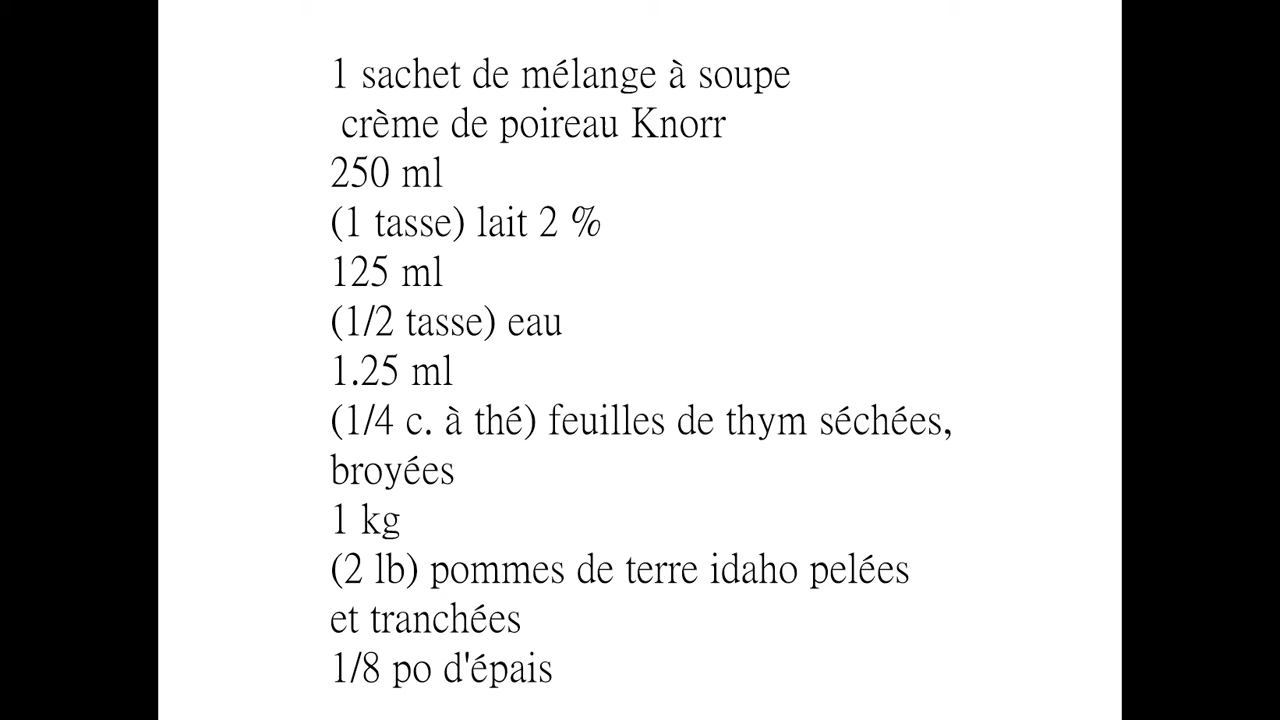 1 sachet de mélange à soupe
crème de poireau Knorr
250 ml
(1 tasse) lait 2 %
125 ml
(1/2 tasse) eau
1.25 ml
(1/4 c. à thé) feuilles de thym séchées,
broyées
1 kg
(2 lb) pommes de terre idaho pelées
et tranchées
1/8 po d'épais